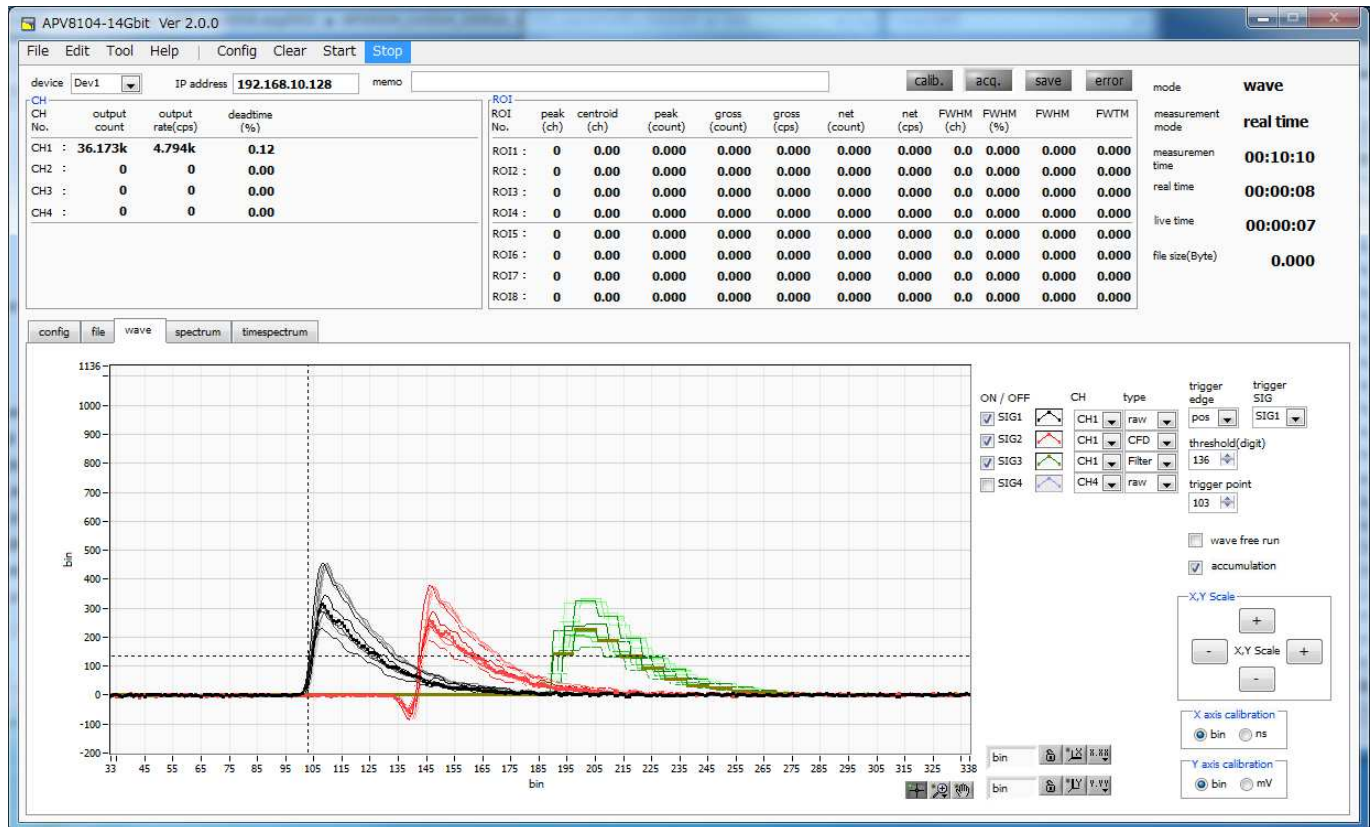 APV8104-14Gbit Ver 2.0.0
File Edit Tool Help | Config Clear Start Stop
device Dev1 IP address 192.168.10.128 memo calib. acq. save error
mode wave
CH
CH No. output count output rate(cps) deadtime (%)
CH1 : 36.173k 4.794k 0.12
CH2 : 0 0 0.00
CH3 : 0 0 0.00
CH4 : 0 0 0.00
ROI
ROI No. peak (ch) centroid (ch) peak (count) gross (count) gross (cps) net (count) net (cps) FWHM (ch) FWHM (%) FWHM FWTM
ROI1 : 0 0.00 0.000 0.000 0.000 0.000 0.000 0.0 0.000 0.000 0.000
ROI2 : 0 0.00 0.000 0.000 0.000 0.000 0.000 0.0 0.000 0.000 0.000
ROI3 : 0 0.00 0.000 0.000 0.000 0.000 0.000 0.0 0.000 0.000 0.000
ROI4 : 0 0.00 0.000 0.000 0.000 0.000 0.000 0.0 0.000 0.000 0.000
ROI5 : 0 0.00 0.000 0.000 0.000 0.000 0.000 0.0 0.000 0.000 0.000
ROI6 : 0 0.00 0.000 0.000 0.000 0.000 0.000 0.0 0.000 0.000 0.000
ROI7 : 0 0.00 0.000 0.000 0.000 0.000 0.000 0.0 0.000 0.000 0.000
ROI8 : 0 0.00 0.000 0.000 0.000 0.000 0.000 0.0 0.000 0.000 0.000
measurement mode real time
measuremen time 00:10:10
real time 00:00:08
live time 00:00:07
file size(Byte) 0.000
config file wave spectrum timespectrum
1136
1000
900
800
700
600
500
400
300
200
100
0
-100
-200
bin
33 45 55 65 75 85 95 105 115 125 135 145 155 165 175 185 195 205 215 225 235 245 255 265 275 285 295 305 315 325 338
bin
ON / OFF CH type
SIG1 CH1 raw
SIG2 CH1 CFD
SIG3 CH1 Filter
SIG4 CH4 raw
trigger edge trigger SIG
pos SIG1
threshold(digit)
136
trigger point
103
wave free run
accumulation
X,Y Scale
+
- X,Y Scale +
-
X axis calibration
bin ns
Y axis calibration
bin mV
bin X X.XX
bin Y Y.YY